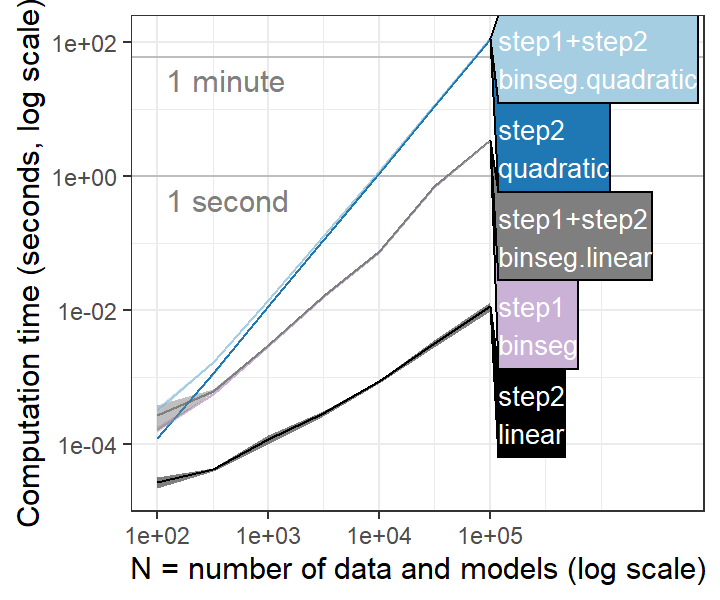 Computation time (seconds, log scale)
1e+02
1e+00
1e-02
1e-04
1 minute
1 second
step1+step2
binseg.quadratic
step2
quadratic
step1+step2
binseg.linear
step1
binseg
step2
linear
1e+02
1e+03
1e+04
1e+05
N = number of data and models (log scale)